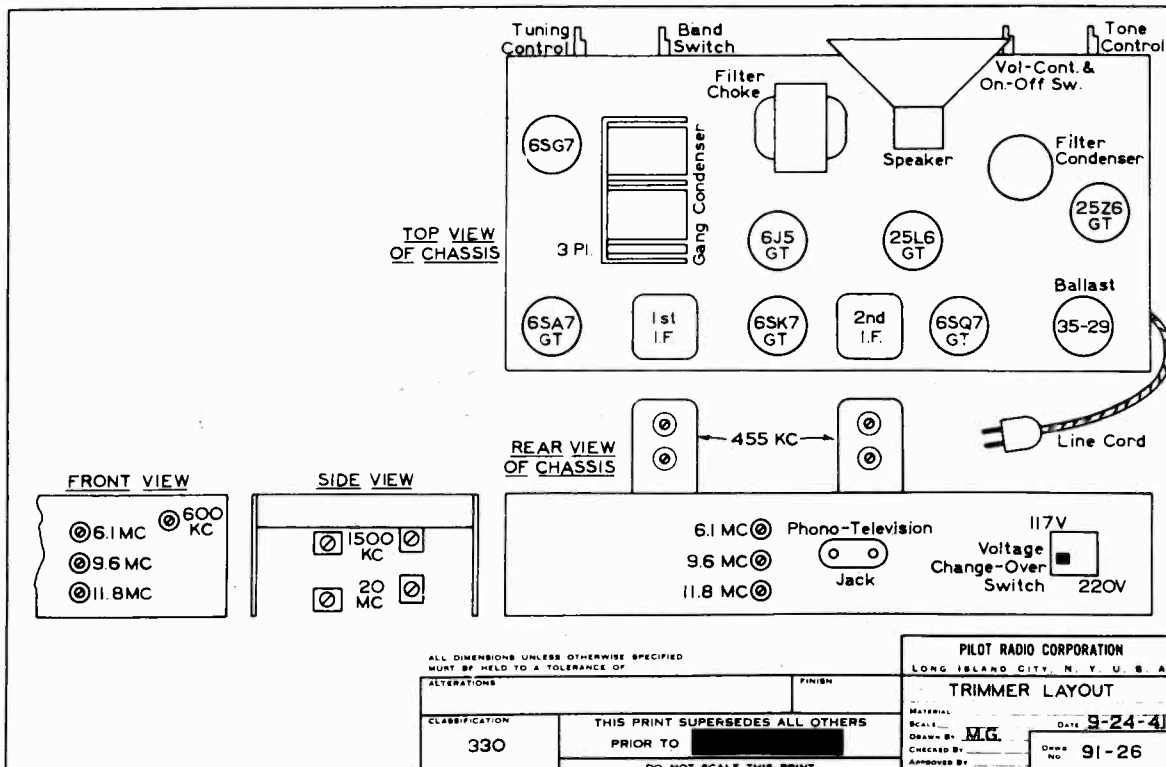 Tuning Control
Band Switch
Tone Control
Vol-Cont. & On.-Off Sw.
Filter Choke
Speaker
Filter Condenser
6SG7
Gang Condenser
3 Pl.
TOP VIEW OF CHASSIS
6J5 GT
25L6 GT
25Z6 GT
Ballast
6SA7 GT
1st I.F.
6SK7 GT
2nd I.F.
6SQ7 GT
35-29
Line Cord
455 KC
REAR VIEW OF CHASSIS
FRONT VIEW
6.1 MC
600 KC
9.6 MC
11.8 MC
SIDE VIEW
1500 KC
20 MC
6.1 MC
9.6 MC
11.8 MC
Phono-Television
Jack
117V
Voltage Change-Over Switch
220V
ALL DIMENSIONS UNLESS OTHERWISE SPECIFIED
MUST BE HELD TO A TOLERANCE OF
ALTERATIONS
FINISH
CLASSIFICATION
330
THIS PRINT SUPERSEDES ALL OTHERS
PRIOR TO
DO NOT SCALE THIS PRINT
PILOT RADIO CORPORATION
LONG ISLAND CITY, N. Y. U. S. A
TRIMMER LAYOUT
MATERIAL
SCALE
DATE 9-24-41
DRAWN BY M.G.
CHECKED BY
APPROVED BY
DRWG No 91-26